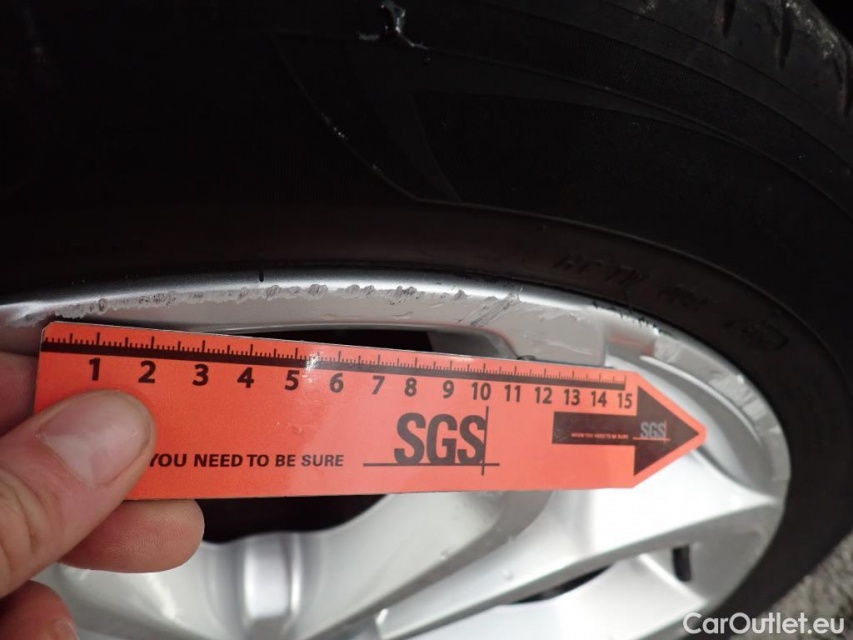 1 2 3 4 5 6 7 8 9 10 11 12 13 14 15
SGS
SGS
YOU NEED TO BE SURE
CarOutlet.eu